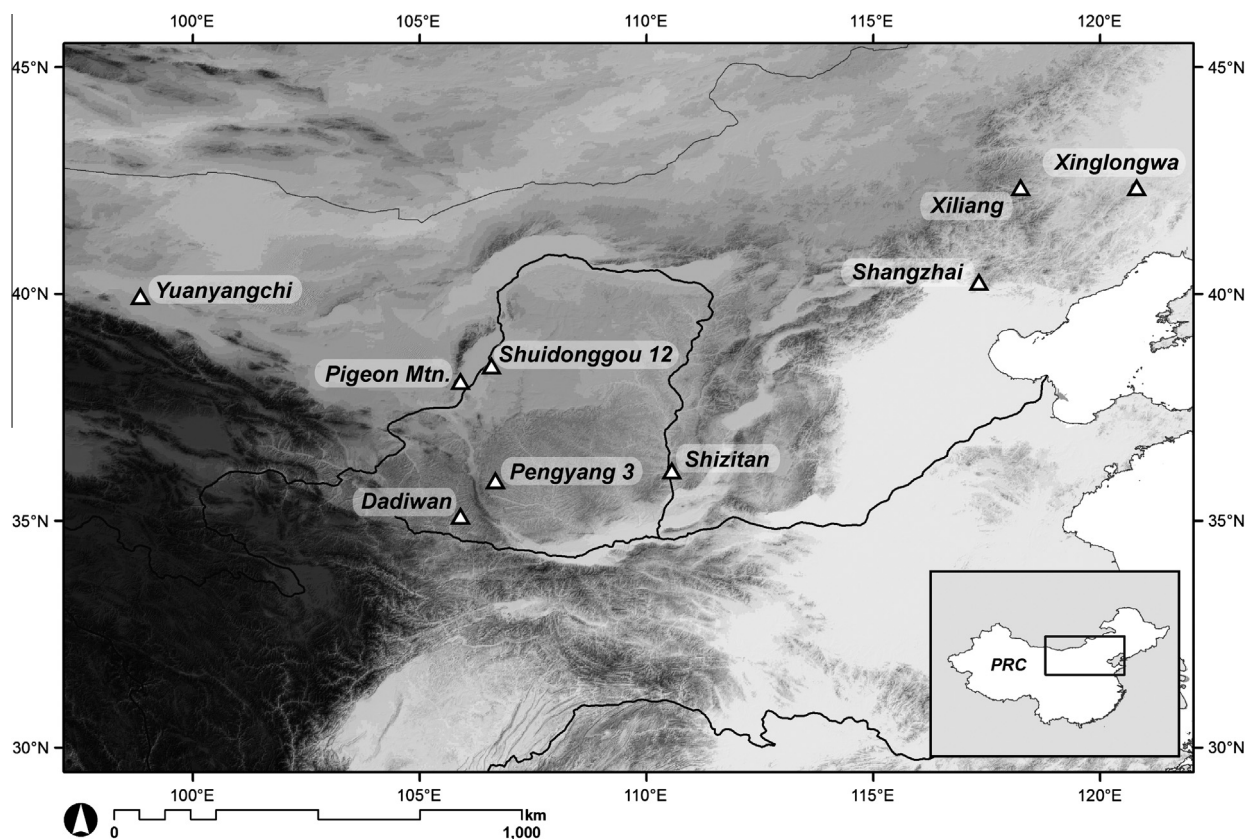 100°E 105°E 110°E 115°E 120°E
45°N 45°N
Xinglongwa
Xiliang
Shangzhai
40°N Yuanyangchi 40°N
Shuidonggou 12
Pigeon Mtn.
Shizitan
Pengyang 3
Dadiwan
35°N 35°N
PRC
30°N 30°N
100°E 105°E 110°E 115°E 120°E
km
0 1,000